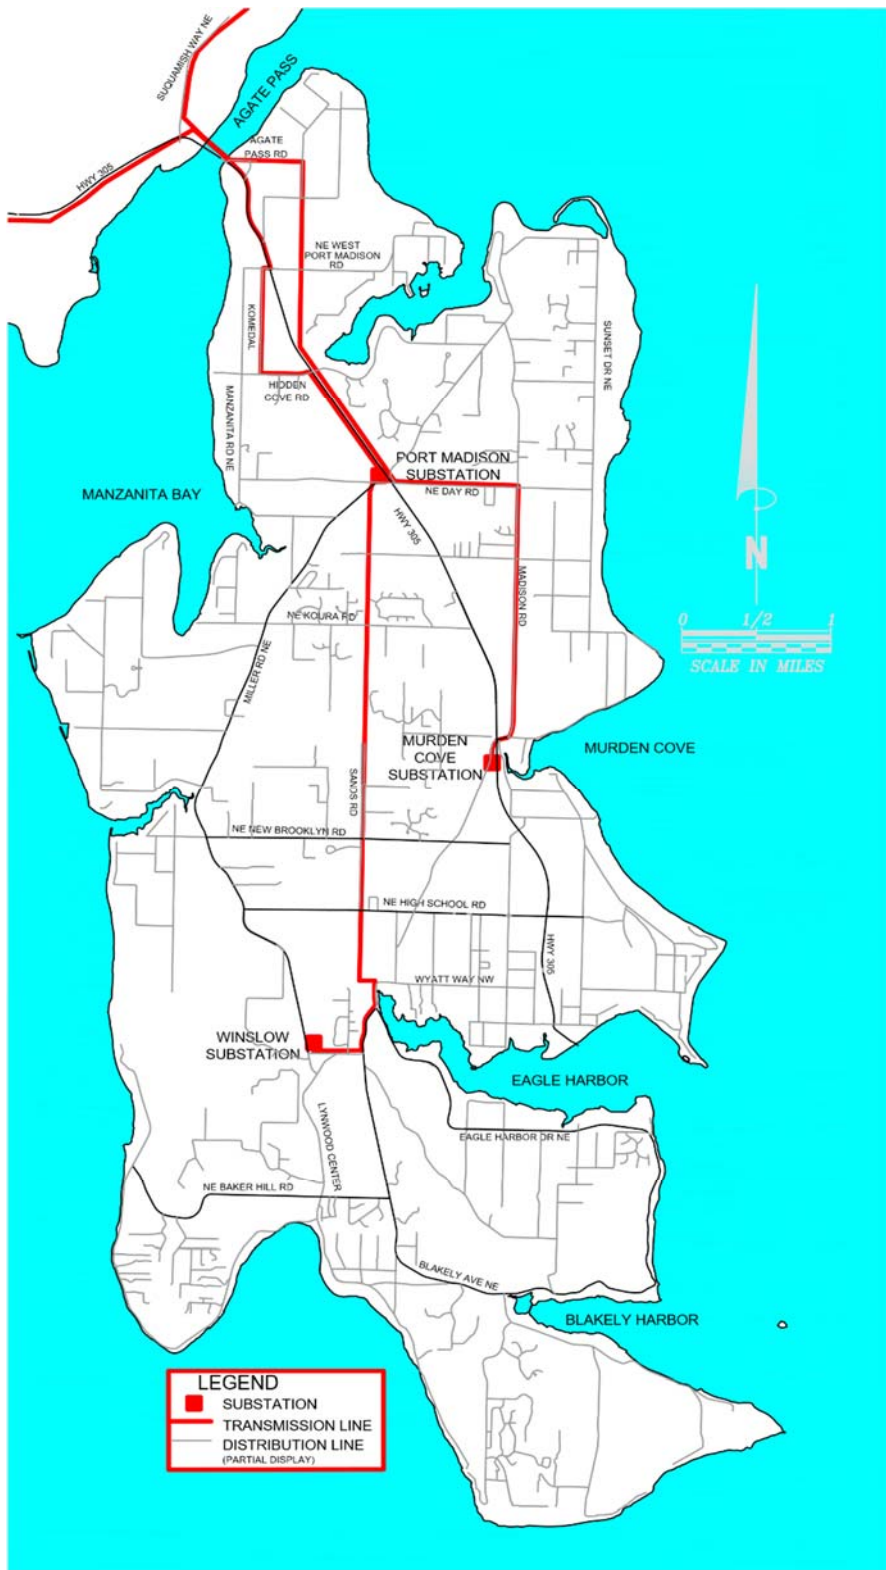 SUQUAMISH WAY NE
AGATE PASS
AGATE
PASS RD
HWY 305
NE WEST
PORT MADISON
RD
KOMEDAL
SUNSET DR NE
HIDDEN
COVE RD
MANZANITA RD NE
PORT MADISON
SUBSTATION
NE DAY RD
MANZANITA BAY
HWY 305
N
MADISON RD
NE KOURA RD
0 1/2 1
SCALE IN MILES
MILLER RD NE
MURDEN
COVE
SUBSTATION
MURDEN COVE
SANDS RD
NE NEW BROOKLYN RD
NE HIGH SCHOOL RD
HWY 305
WYATT WAY NW
WINSLOW
SUBSTATION
EAGLE HARBOR
LYNWOOD CENTER
EAGLE HARBOR DR NE
NE BAKER HILL RD
BLAKELY AVE NE
BLAKELY HARBOR
LEGEND
SUBSTATION
TRANSMISSION LINE
DISTRIBUTION LINE
(PARTIAL DISPLAY)